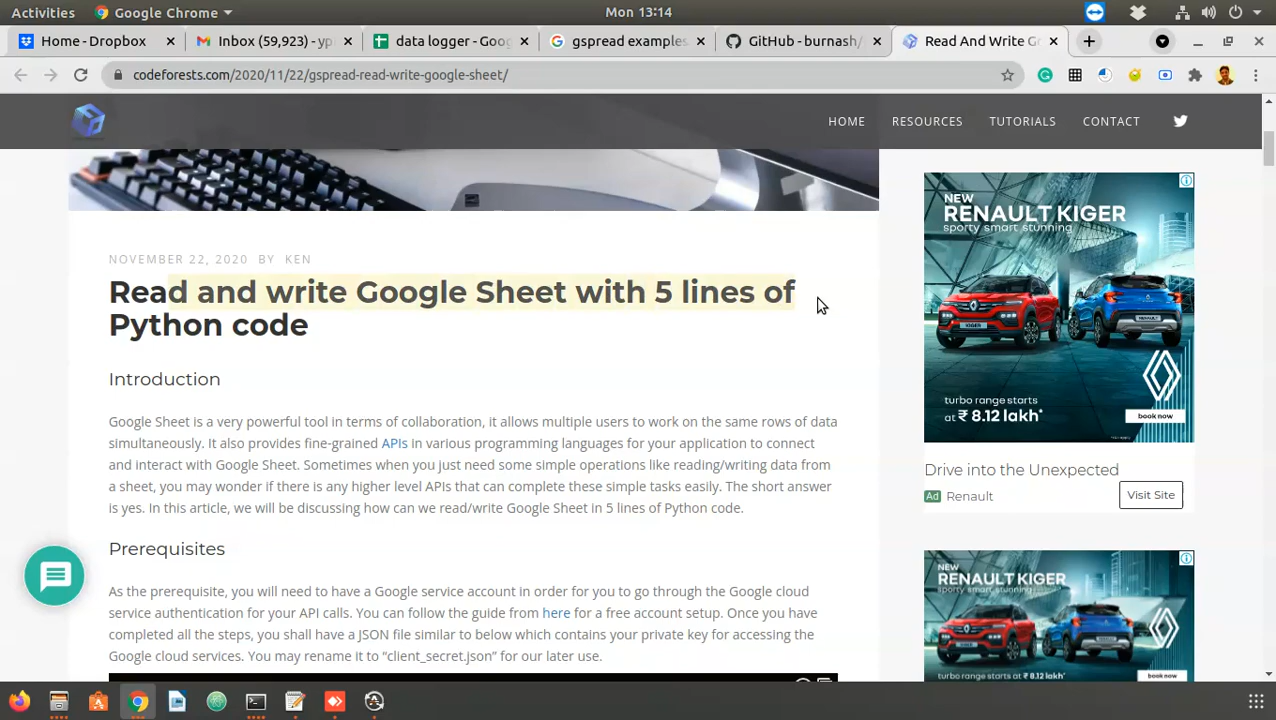 Activities
Google Chrome
Mon 13:14
Home - Dropbox
Inbox (59,923) - yp
data logger - Goog
gspread examples
GitHub - burnash/
Read And Write Go
codeforests.com/2020/11/22/gspread-read-write-google-sheet/
HOME
RESOURCES
TUTORIALS
CONTACT
NOVEMBER 22, 2020 BY KEN
Read and write Google Sheet with 5 lines of
Python code
Introduction
Google Sheet is a very powerful tool in terms of collaboration, it allows multiple users to work on the same rows of data
simultaneously. It also provides fine-grained APIs in various programming languages for your application to connect
and interact with Google Sheet. Sometimes when you just need some simple operations like reading/writing data from
a sheet, you may wonder if there is any higher level APIs that can complete these simple tasks easily. The short answer
is yes. In this article, we will be discussing how can we read/write Google Sheet in 5 lines of Python code.
Prerequisites
As the prerequisite, you will need to have a Google service account in order for you to go through the Google cloud
service authentication for your API calls. You can follow the guide from here for a free account setup. Once you have
completed all the steps, you shall have a JSON file similar to below which contains your private key for accessing the
Google cloud services. You may rename it to “client_secret.json” for our later use.
NEW
RENAULT KIGER
sporty smart stunning
turbo range starts
at ₹ 8.12 lakh*
book now
Drive into the Unexpected
Ad Renault
Visit Site
NEW
RENAULT KIGER
sporty smart stunning
turbo range starts
at ₹ 8.12 lakh*
book now